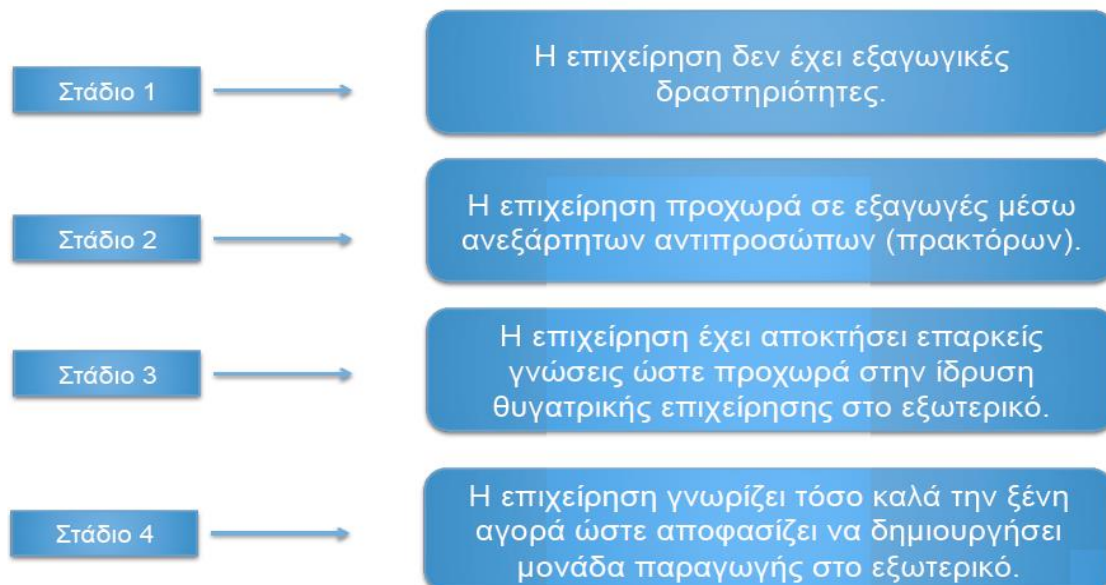 Στάδιο 1
Η επιχείρηση δεν έχει εξαγωγικές
δραστηριότητες.
Στάδιο 2
Η επιχείρηση προχωρά σε εξαγωγές μέσω
ανεξάρτητων αντιπροσώπων (πρακτόρων).
Στάδιο 3
Η επιχείρηση έχει αποκτήσει επαρκείς
γνώσεις ώστε προχωρά στην ίδρυση
θυγατρικής επιχείρησης στο εξωτερικό.
Στάδιο 4
Η επιχείρηση γνωρίζει τόσο καλά την ξένη
αγορά ώστε αποφασίζει να δημιουργήσει
μονάδα παραγωγής στο εξωτερικό.